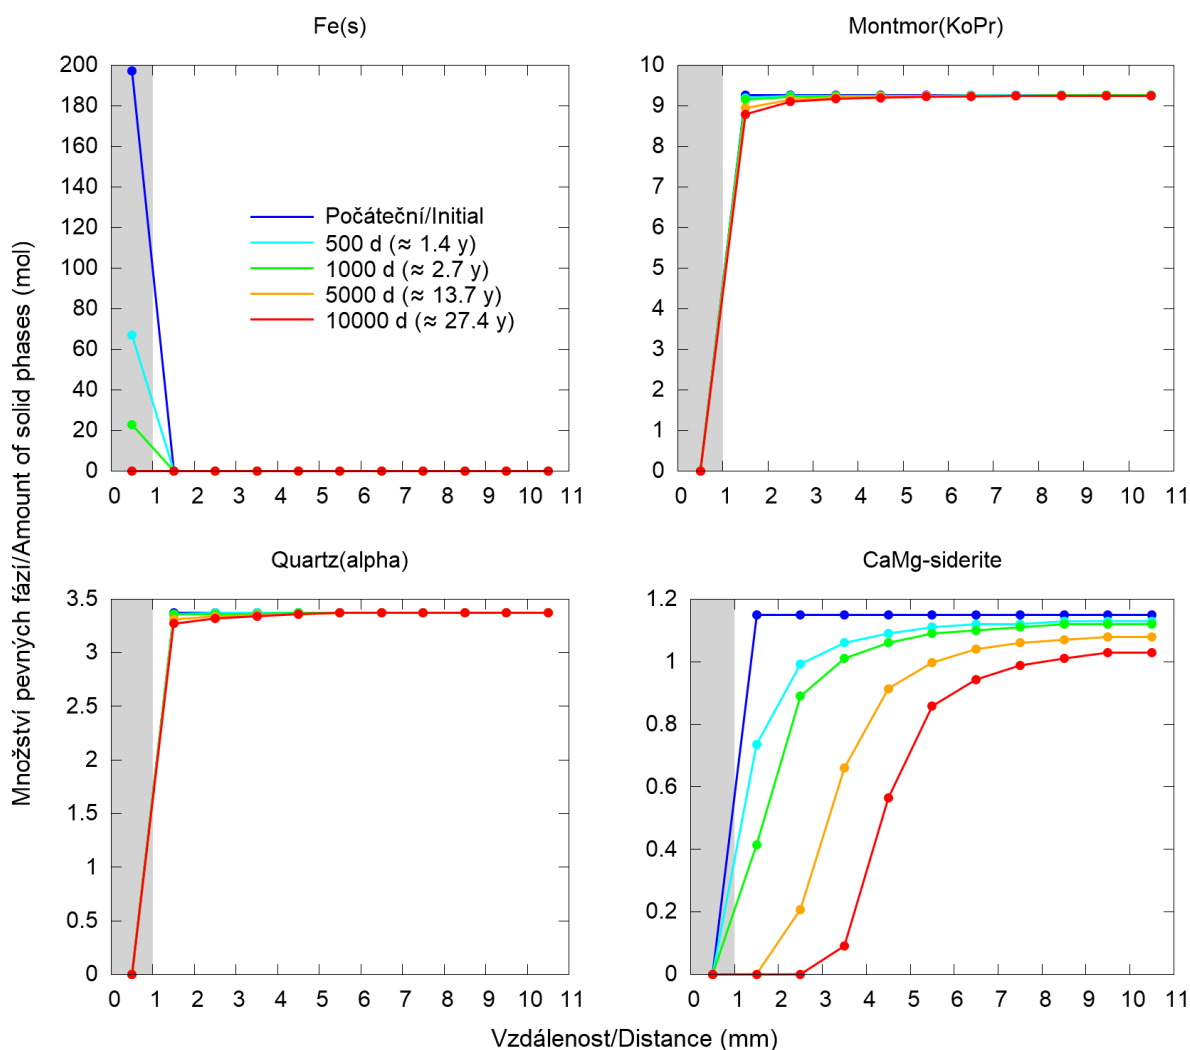 Fe(s)
Montmor(KoPr)
200
180
160
140
120
100
80
60
40
20
0
0 1 2 3 4 5 6 7 8 9 10 11
Počáteční/Initial
500 d (≈ 1.4 y)
1000 d (≈ 2.7 y)
5000 d (≈ 13.7 y)
10000 d (≈ 27.4 y)
10
9
8
7
6
5
4
3
2
1
0
0 1 2 3 4 5 6 7 8 9 10 11
Množství pevných fází/Amount of solid phases (mol)
Quartz(alpha)
CaMg-siderite
3.5
3
2.5
2
1.5
1
0.5
0
0 1 2 3 4 5 6 7 8 9 10 11
1.2
1
0.8
0.6
0.4
0.2
0
0 1 2 3 4 5 6 7 8 9 10 11
Vzdálenost/Distance (mm)